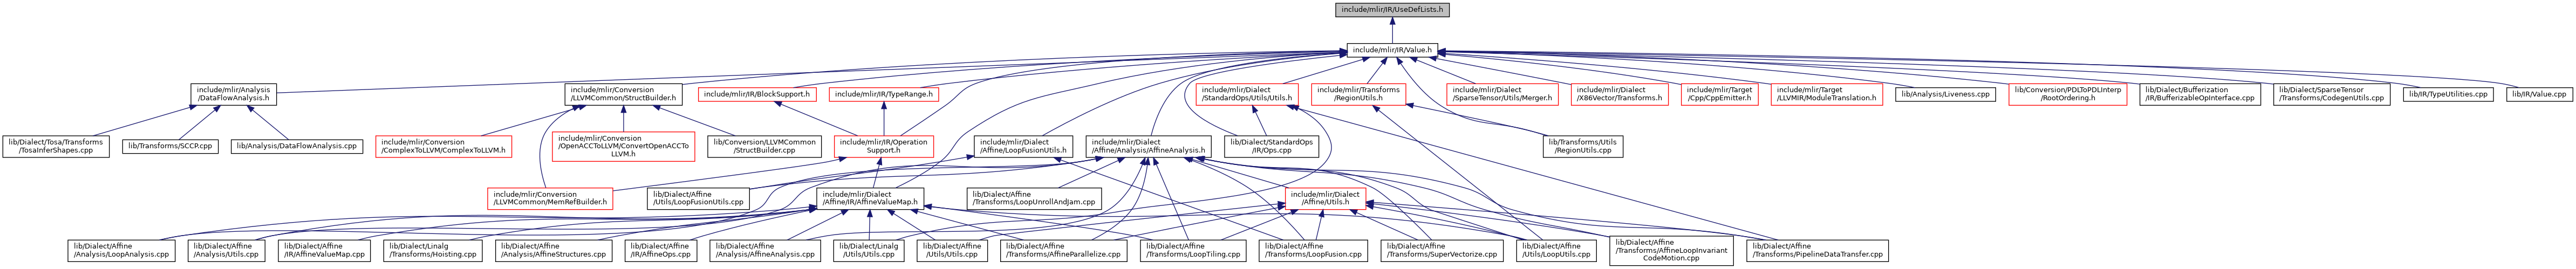 include/mlir/IR/UseDefLists.h
include/mlir/IR/Value.h
include/mlir/Analysis
/DataFlowAnalysis.h
include/mlir/Conversion
/LLVMCommon/StructBuilder.h
include/mlir/IR/BlockSupport.h
include/mlir/IR/TypeRange.h
include/mlir/Dialect
/StandardOps/Utils/Utils.h
include/mlir/Transforms
/RegionUtils.h
include/mlir/Dialect
/SparseTensor/Utils/Merger.h
include/mlir/Dialect
/X86Vector/Transforms.h
include/mlir/Target
/Cpp/CppEmitter.h
include/mlir/Target
/LLVMIR/ModuleTranslation.h
lib/Analysis/Liveness.cpp
lib/Conversion/PDLToPDLInterp
/RootOrdering.h
lib/Dialect/Bufferization
/IR/BufferizableOpInterface.cpp
lib/Dialect/SparseTensor
/Transforms/CodegenUtils.cpp
lib/IR/TypeUtilities.cpp
lib/IR/Value.cpp
lib/Dialect/Tosa/Transforms
/TosaInferShapes.cpp
lib/Transforms/SCCP.cpp
lib/Analysis/DataFlowAnalysis.cpp
include/mlir/Conversion
/ComplexToLLVM/ComplexToLLVM.h
include/mlir/Conversion
/OpenACCToLLVM/ConvertOpenACCTo
LLVM.h
lib/Conversion/LLVMCommon
/StructBuilder.cpp
include/mlir/IR/Operation
Support.h
include/mlir/Dialect
/Affine/LoopFusionUtils.h
include/mlir/Dialect
/Affine/Analysis/AffineAnalysis.h
lib/Dialect/StandardOps
/IR/Ops.cpp
lib/Transforms/Utils
/RegionUtils.cpp
include/mlir/Conversion
/LLVMCommon/MemRefBuilder.h
lib/Dialect/Affine
/Utils/LoopFusionUtils.cpp
include/mlir/Dialect
/Affine/IR/AffineValueMap.h
lib/Dialect/Affine
/Transforms/LoopUnrollAndJam.cpp
include/mlir/Dialect
/Affine/Utils.h
lib/Dialect/Affine
/Analysis/LoopAnalysis.cpp
lib/Dialect/Affine
/Analysis/Utils.cpp
lib/Dialect/Affine
/IR/AffineValueMap.cpp
lib/Dialect/Linalg
/Transforms/Hoisting.cpp
lib/Dialect/Affine
/Analysis/AffineStructures.cpp
lib/Dialect/Affine
/IR/AffineOps.cpp
lib/Dialect/Affine
/Analysis/AffineAnalysis.cpp
lib/Dialect/Linalg
/Utils/Utils.cpp
lib/Dialect/Affine
/Utils/Utils.cpp
lib/Dialect/Affine
/Transforms/AffineParallelize.cpp
lib/Dialect/Affine
/Transforms/LoopTiling.cpp
lib/Dialect/Affine
/Transforms/LoopFusion.cpp
lib/Dialect/Affine
/Transforms/SuperVectorize.cpp
lib/Dialect/Affine
/Utils/LoopUtils.cpp
lib/Dialect/Affine
/Transforms/AffineLoopInvariant
CodeMotion.cpp
lib/Dialect/Affine
/Transforms/PipelineDataTransfer.cpp